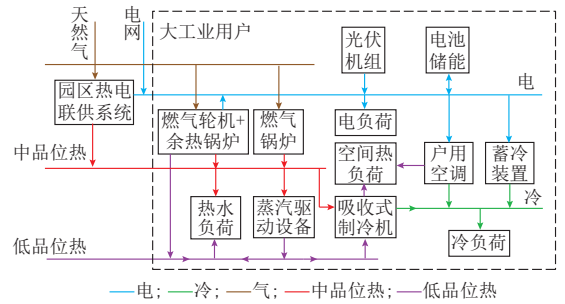 天然气
电网
大工业用户
光伏
机组
电池
储能
电
园区热电
联供系统
燃气轮机+
余热锅炉
燃气
锅炉
电负荷
中品位热
空间热
负荷
户用
空调
蓄冷
装置
热水
负荷
蒸汽驱
动设备
吸收式
制冷机
冷
冷负荷
低品位热
电; 冷; 气; 中品位热; 低品位热